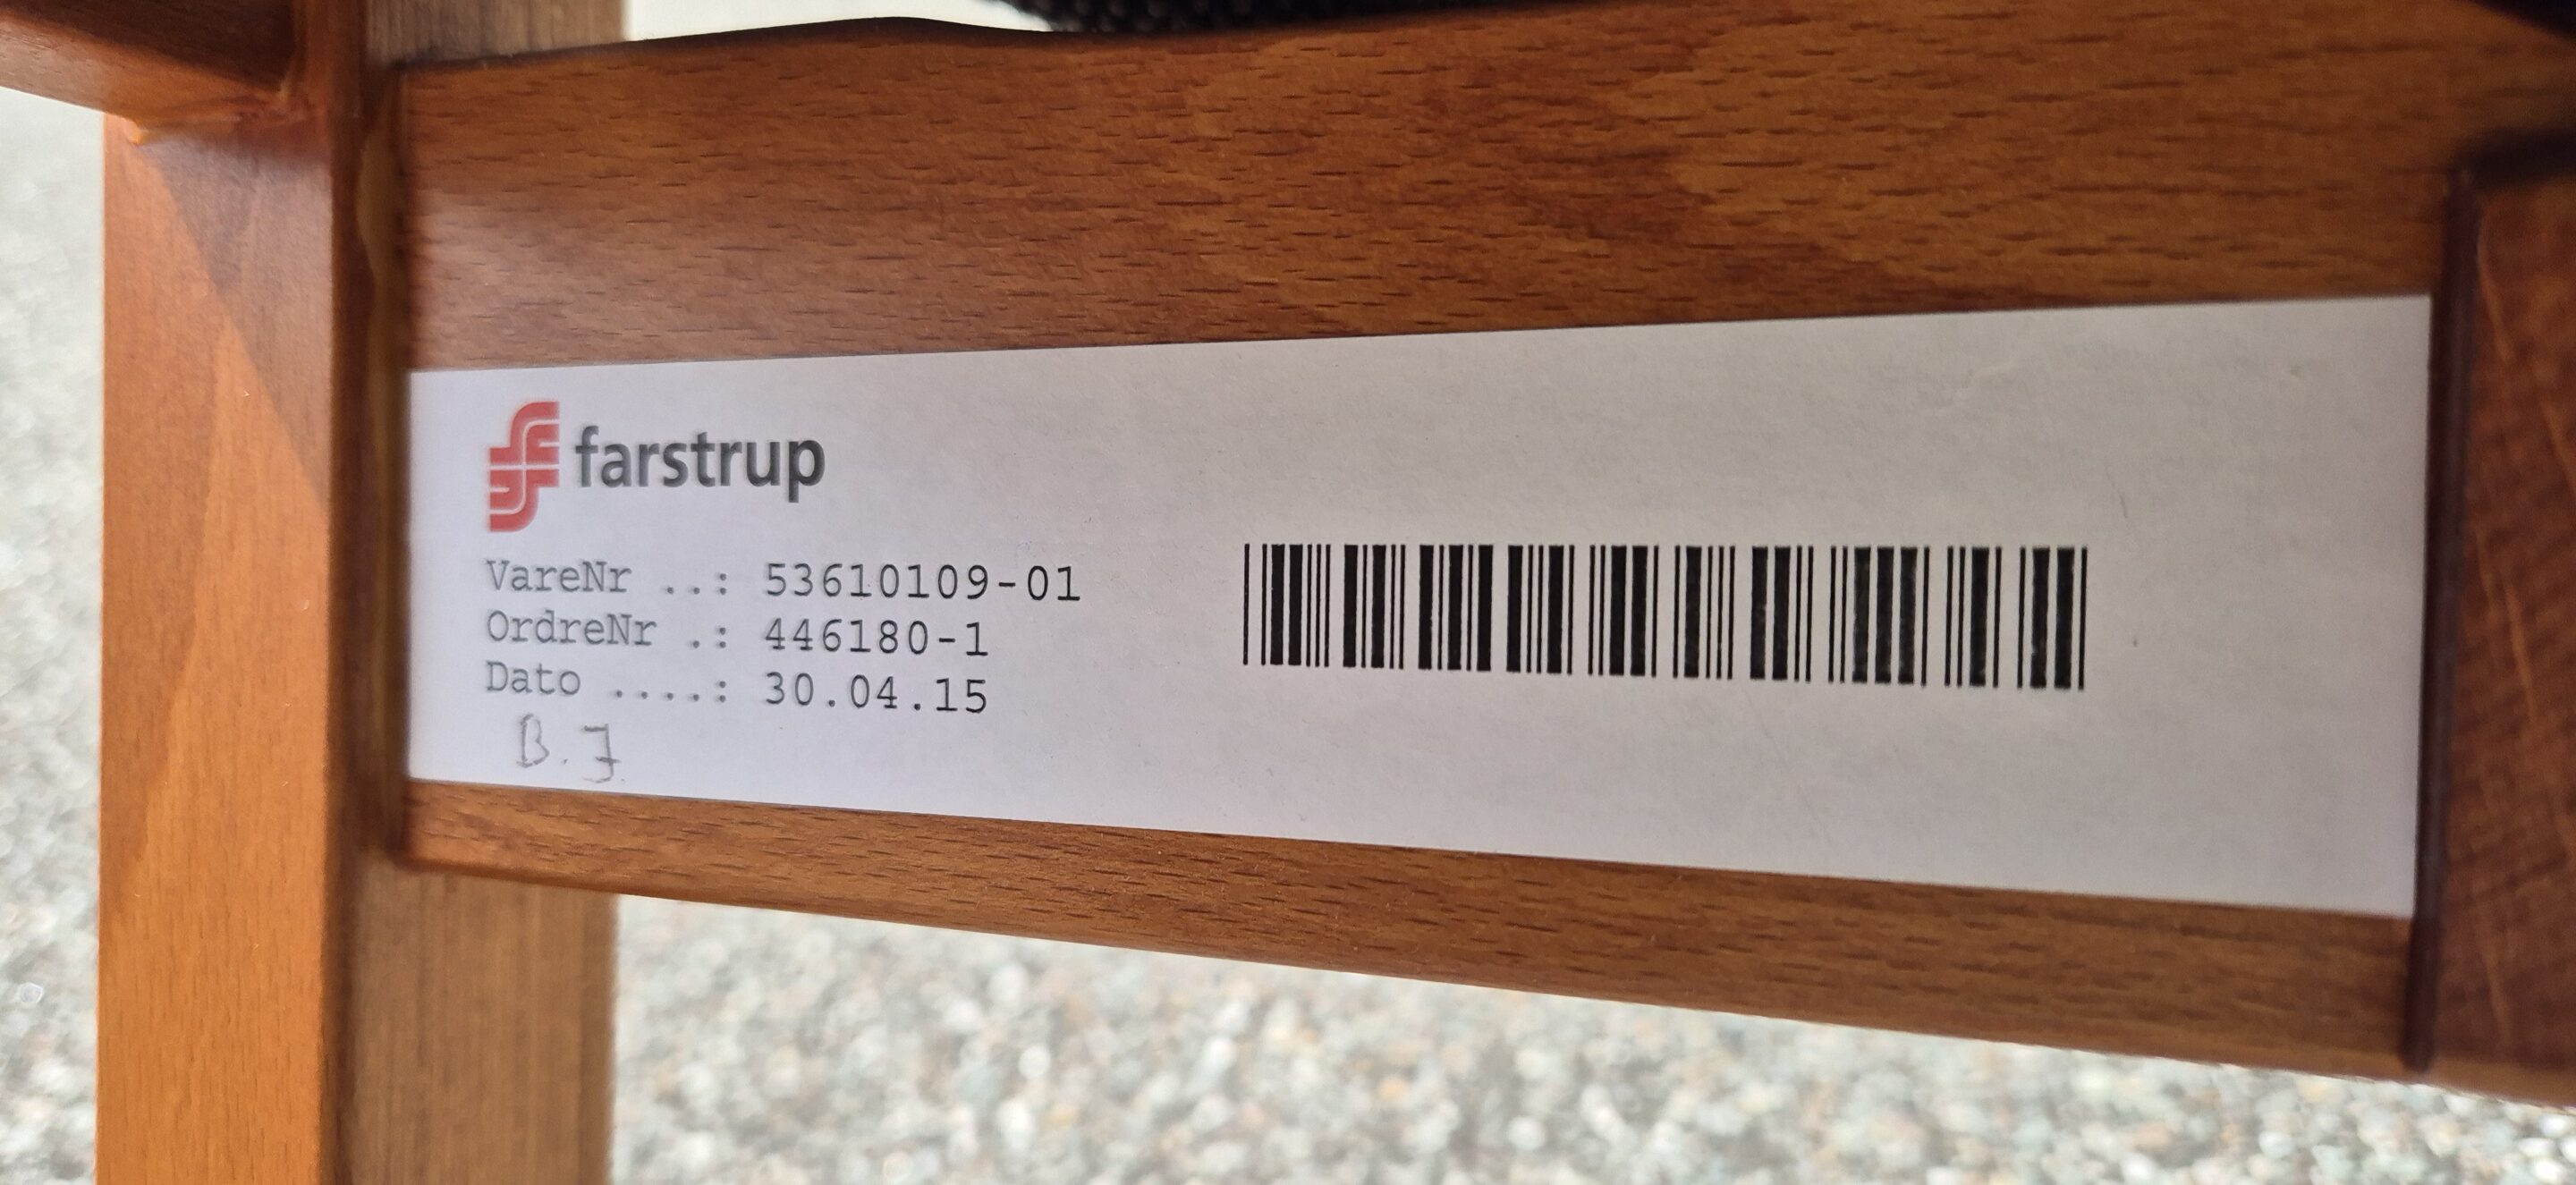 farstrup
VareNr ..: 53610109-01
OrdreNr .: 446180-1
Dato ....: 30.04.15
B.J